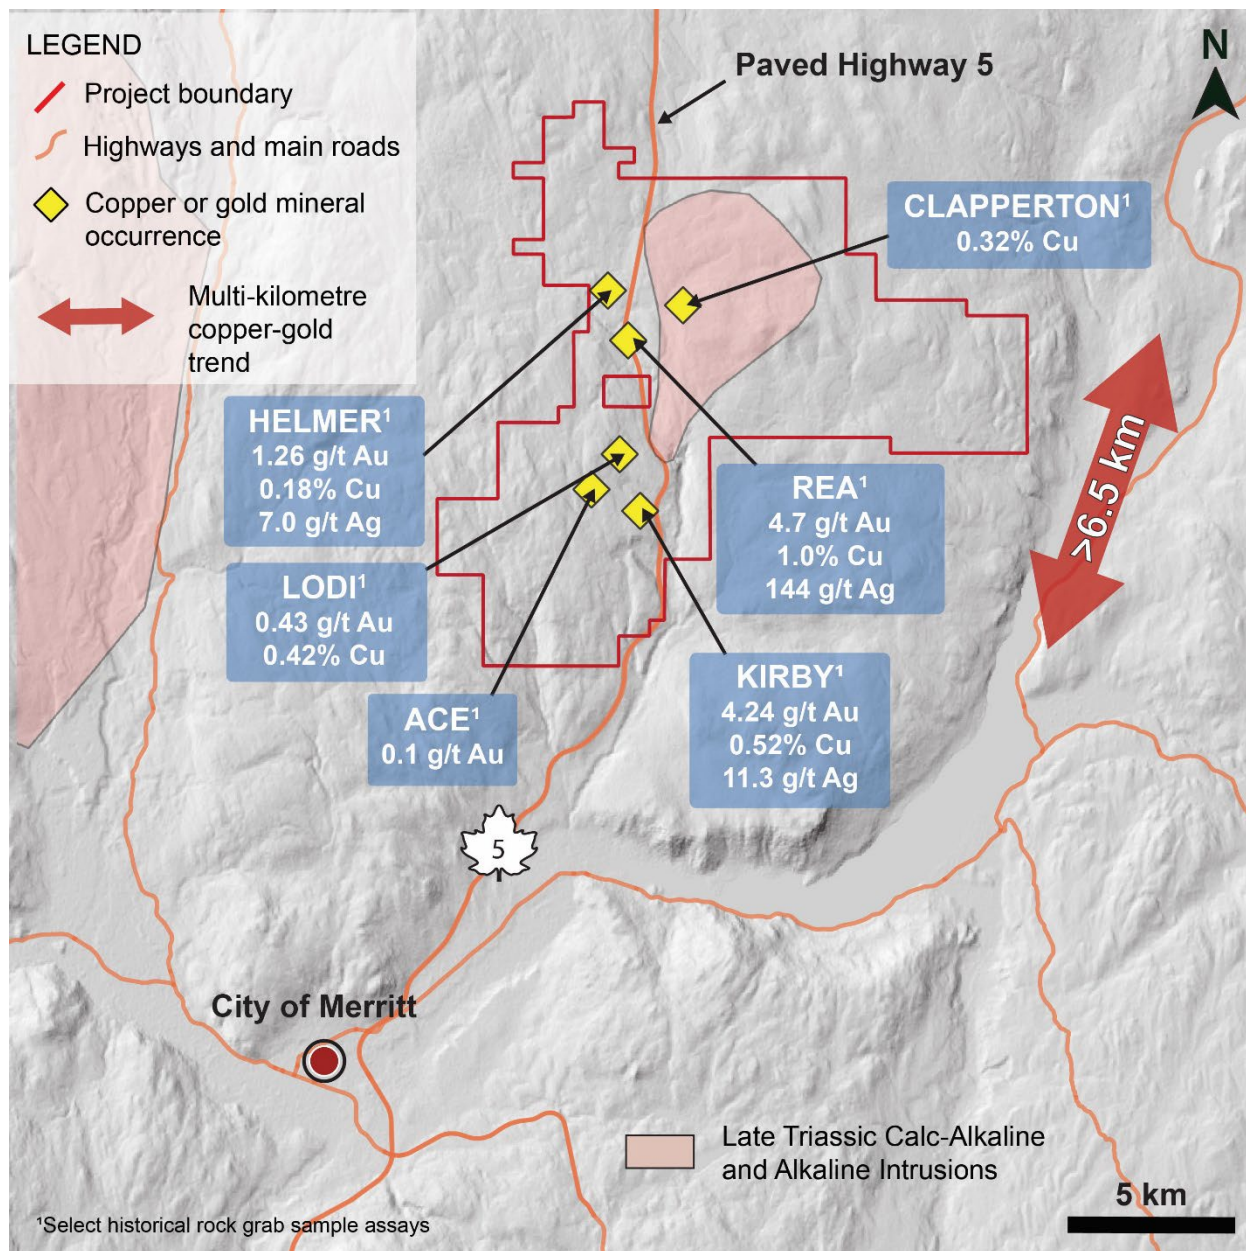 LEGEND
Project boundary
Highways and main roads
Copper or gold mineral
occurrence
Multi-kilometre
copper-gold
trend
Paved Highway 5
N
CLAPPERTON¹
0.32% Cu
HELMER¹
1.26 g/t Au
0.18% Cu
7.0 g/t Ag
>6.5 km
REA¹
4.7 g/t Au
1.0% Cu
144 g/t Ag
LODI¹
0.43 g/t Au
0.42% Cu
KIRBY¹
4.24 g/t Au
0.52% Cu
11.3 g/t Ag
ACE¹
0.1 g/t Au
5
City of Merritt
Late Triassic Calc-Alkaline
and Alkaline Intrusions
5 km
¹Select historical rock grab sample assays